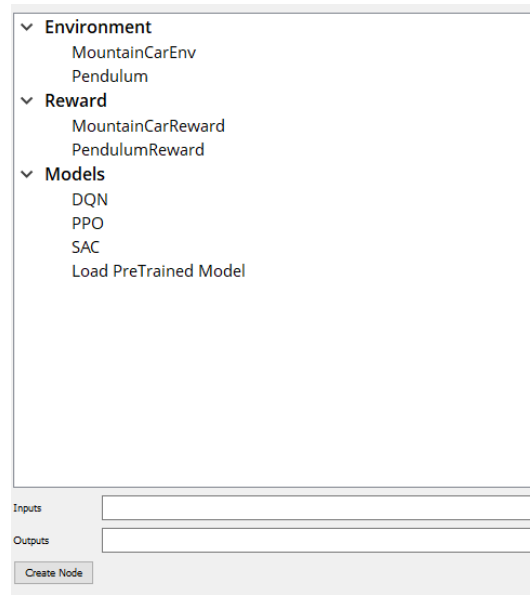 Environment
MountainCarEnv
Pendulum
Reward
MountainCarReward
PendulumReward
Models
DQN
PPO
SAC
Load PreTrained Model
Inputs
Outputs
Create Node